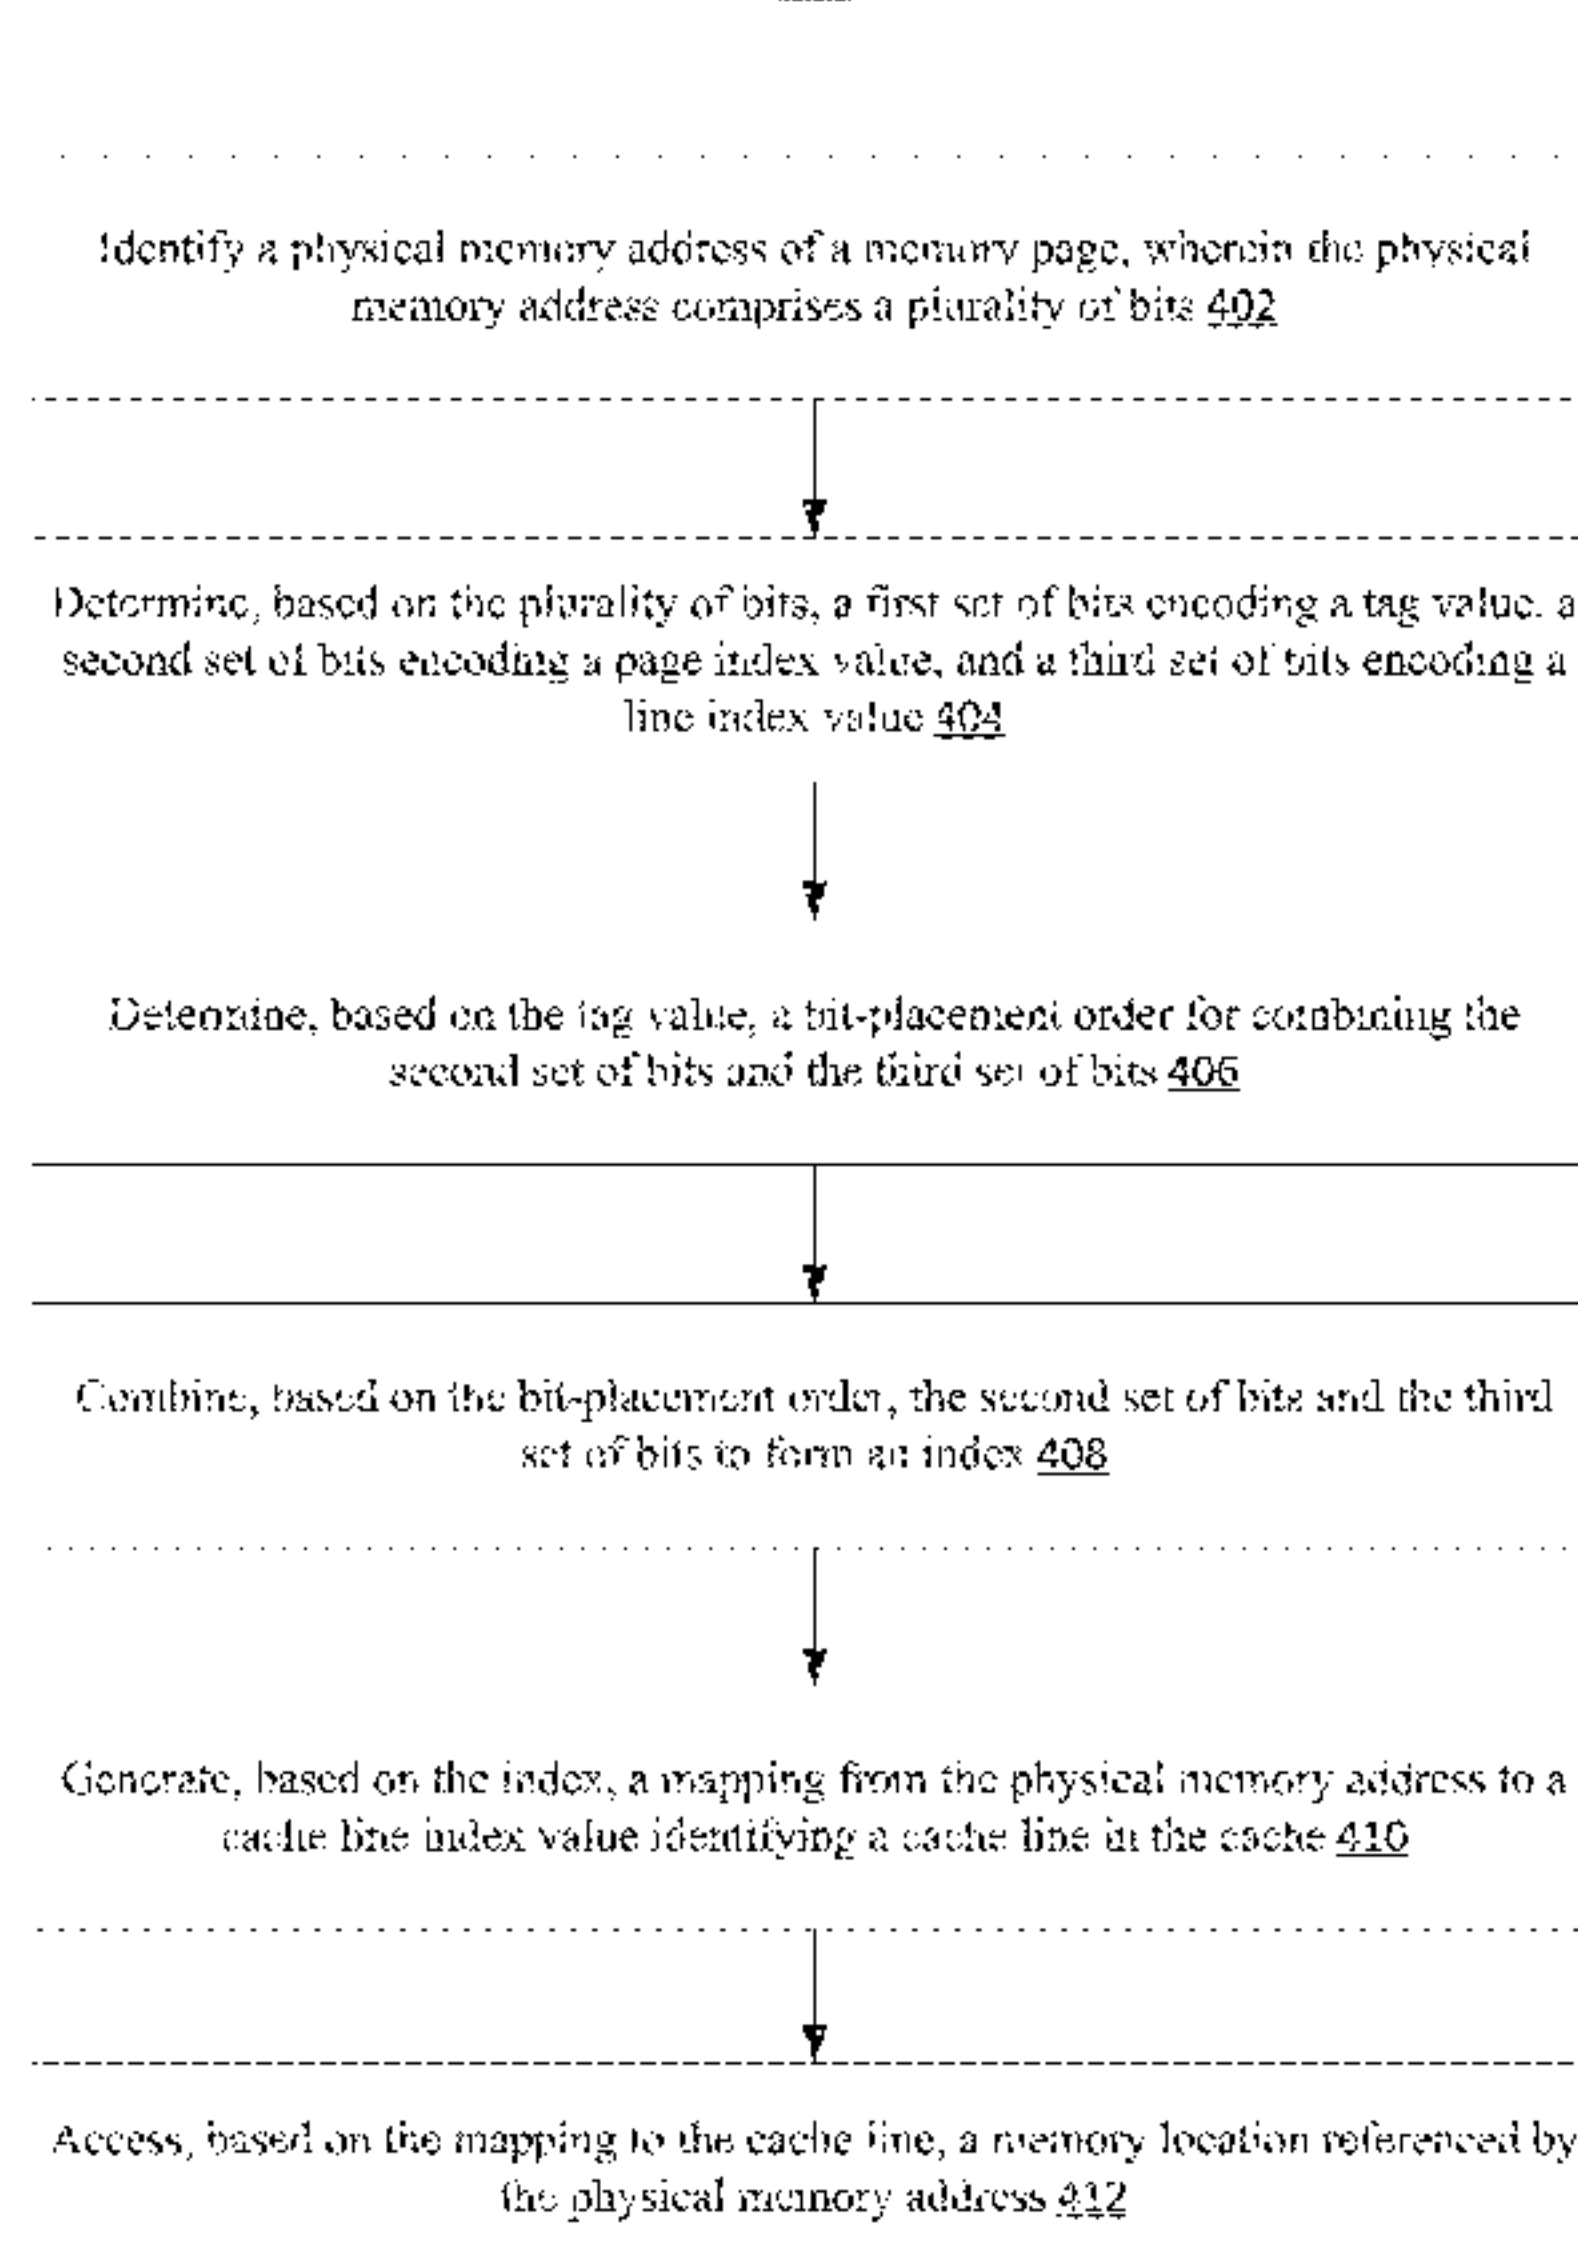 Identify a physical memory address of a memory page, wherein the physical
memory address comprises a plurality of bits 402
Determine, based on the plurality of bits, a first set of bits encoding a tag value, a
second set of bits encoding a page index value, and a third set of bits encoding a
line index value 404
Determine, based on the tag value, a bit-placement order for combining the
second set of bits and the third set of bits 406
Combine, based on the bit-placement order, the second set of bits and the third
set of bits to form an index 408
Generate, based on the index, a mapping from the physical memory address to a
cache line index value identifying a cache line in the cache 410
Access, based on the mapping to the cache line, a memory location referenced by
the physical memory address 412